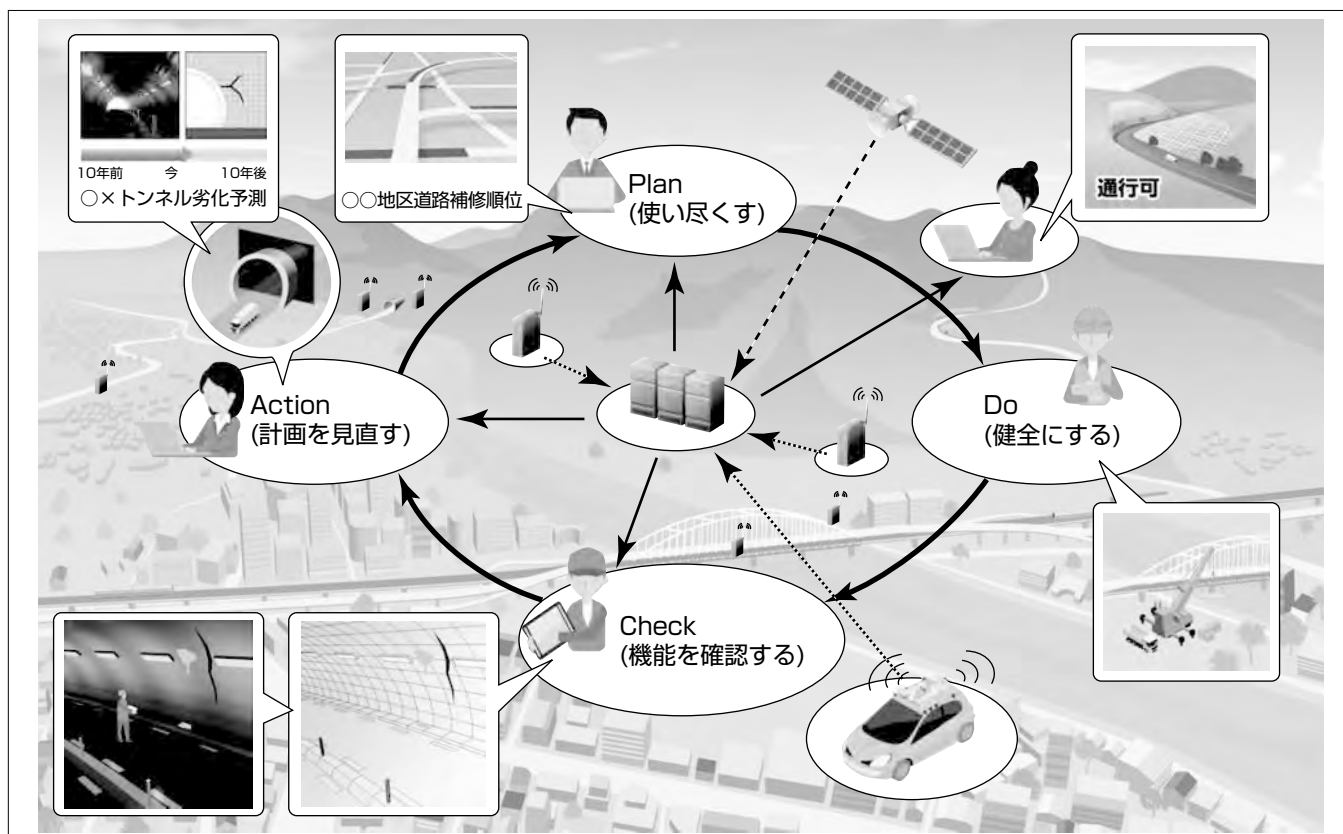 10年前 今 10年後
○×トンネル劣化予測
○○地区道路補修順位
Plan
(使い尽くす)
通行可
Action
(計画を見直す)
Do
(健全にする)
Check
(機能を確認する)